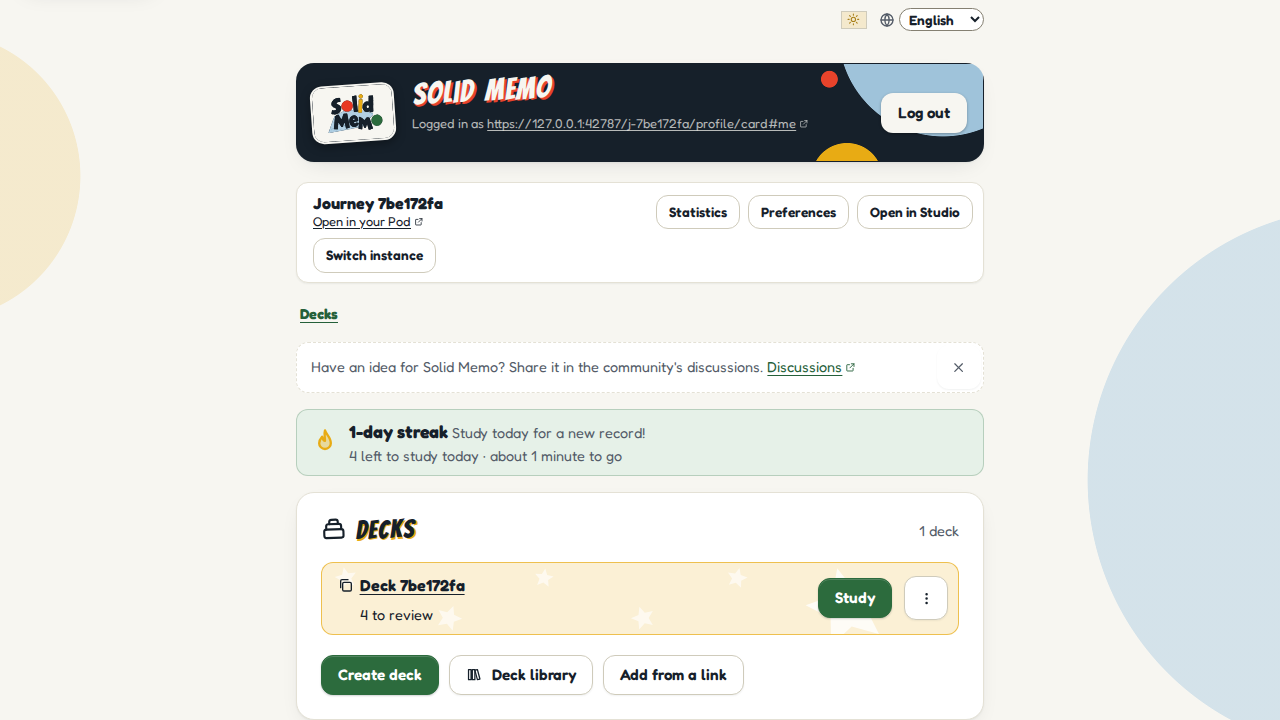 English
Solid Memo
SOLID MEMO
Logged in as https://127.0.0.1:42787/j-7be172fa/profile/card#me
Log out
Journey 7be172fa
Open in your Pod
Statistics
Preferences
Open in Studio
Switch instance
Decks
Have an idea for Solid Memo? Share it in the community's discussions. Discussions
1-day streak Study today for a new record!
4 left to study today · about 1 minute to go
DECKS
1 deck
Deck 7be172fa
4 to review
Study
Create deck
Deck library
Add from a link